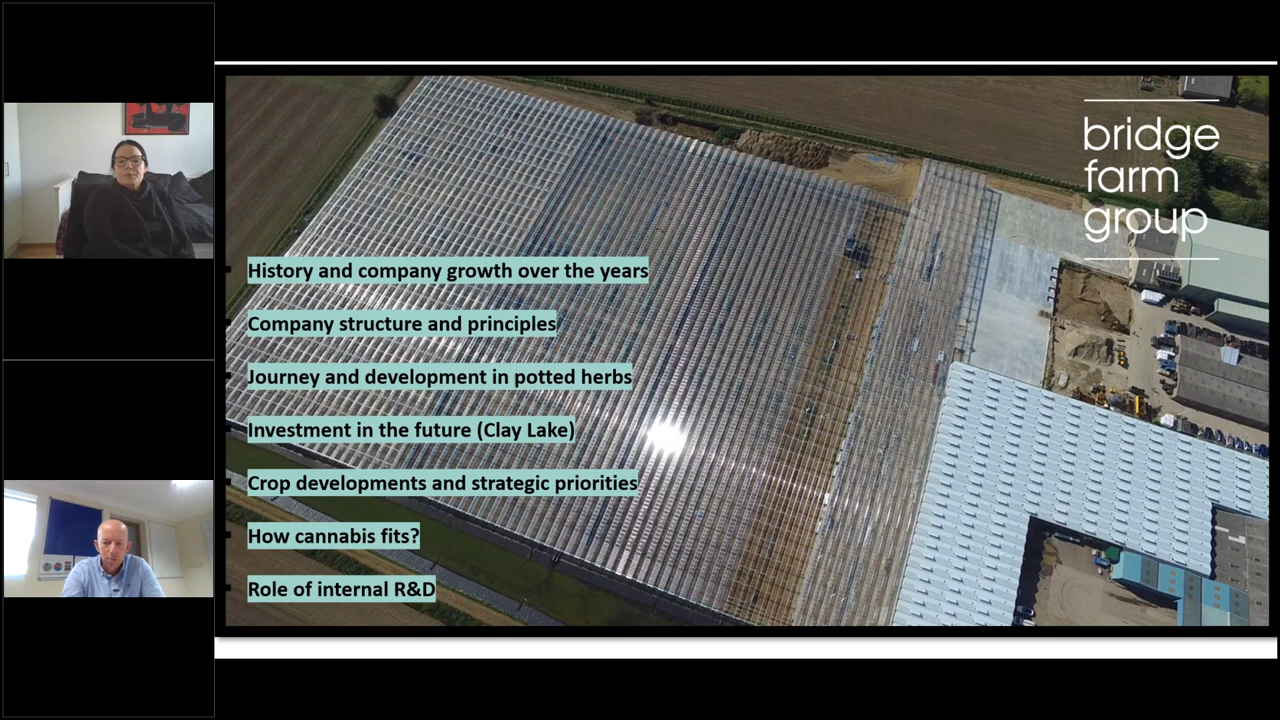 bridge
farm
group
History and company growth over the years
Company structure and principles
Journey and development in potted herbs
Investment in the future (Clay Lake)
Crop developments and strategic priorities
How cannabis fits?
Role of internal R&D